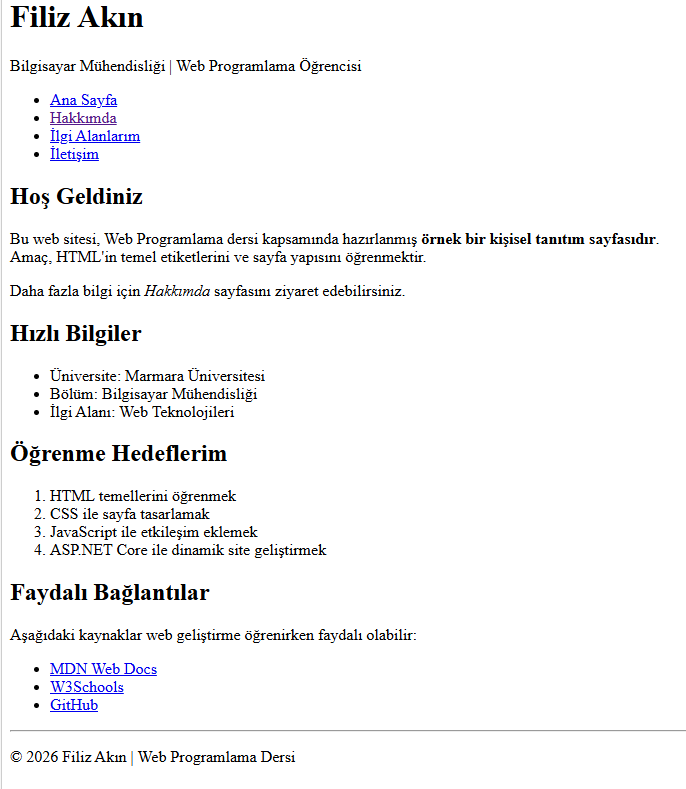 Filiz Akın
Bilgisayar Mühendisliği | Web Programlama Öğrencisi
Ana Sayfa
Hakkımda
İlgi Alanlarım
İletişim
Hoş Geldiniz
Bu web sitesi, Web Programlama dersi kapsamında hazırlanmış örnek bir kişisel tanıtım sayfasıdır.
Amaç, HTML'in temel etiketlerini ve sayfa yapısını öğrenmektir.
Daha fazla bilgi için Hakkımda sayfasını ziyaret edebilirsiniz.
Hızlı Bilgiler
Üniversite: Marmara Üniversitesi
Bölüm: Bilgisayar Mühendisliği
İlgi Alanı: Web Teknolojileri
Öğrenme Hedeflerim
1. HTML temellerini öğrenmek
2. CSS ile sayfa tasarlamak
3. JavaScript ile etkileşim eklemek
4. ASP.NET Core ile dinamik site geliştirmek
Faydalı Bağlantılar
Aşağıdaki kaynaklar web geliştirme öğrenirken faydalı olabilir:
MDN Web Docs
W3Schools
GitHub
© 2026 Filiz Akın | Web Programlama Dersi